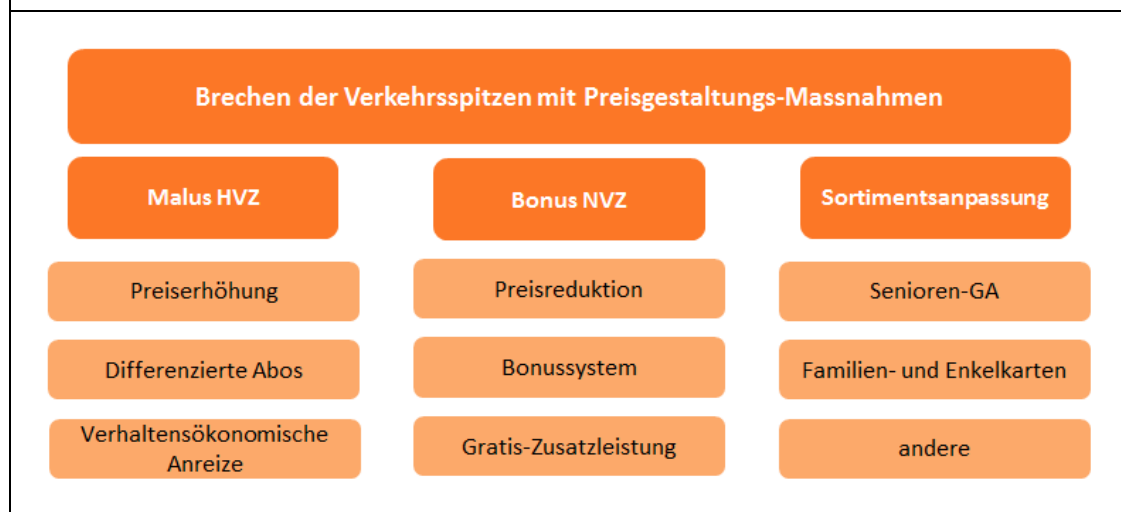 Brechen der Verkehrsspitzen mit Preisgestaltungs-Massnahmen
Malus HVZ
Bonus NVZ
Sortimentsanpassung
Preiserhöhung
Preisreduktion
Senioren-GA
Differenzierte Abos
Bonussystem
Familien- und Enkelkarten
Verhaltensökonomische
Anreize
Gratis-Zusatzleistung
andere